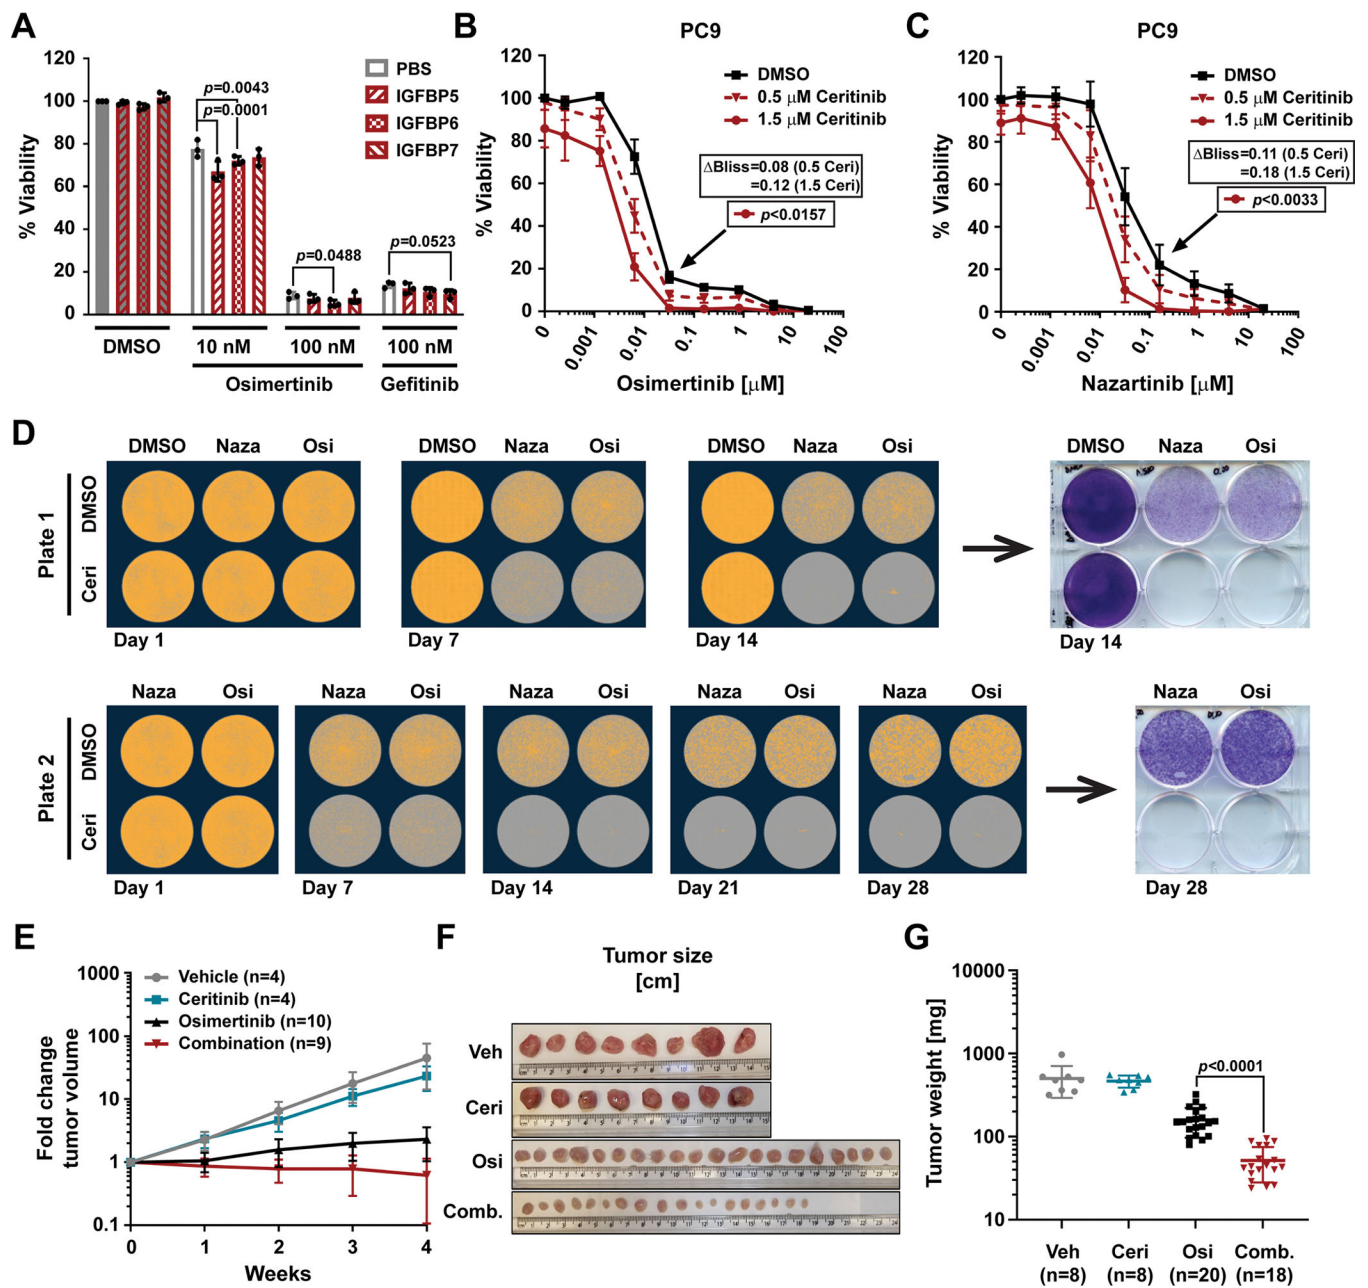 A
% Viability
120
100
80
60
40
20
0
PBS
IGFBP5
IGFBP6
IGFBP7
p=0.0043
p=0.0001
p=0.0488
p=0.0523
DMSO
10 nM
100 nM
100 nM
Osimertinib
Gefitinib
B
PC9
% Viability
120
100
80
60
40
20
0
DMSO
0.5 μM Ceritinib
1.5 μM Ceritinib
ΔBliss=0.08 (0.5 Ceri)
=0.12 (1.5 Ceri)
p<0.0157
0
0.001
0.01
0.1
1
10
100
Osimertinib [μM]
C
PC9
% Viability
120
100
80
60
40
20
0
DMSO
0.5 μM Ceritinib
1.5 μM Ceritinib
ΔBliss=0.11 (0.5 Ceri)
=0.18 (1.5 Ceri)
p<0.0033
0
0.001
0.01
0.1
1
10
100
Nazartinib [μM]
D
Plate 1
DMSO
Ceri
DMSO Naza Osi
DMSO Naza Osi
DMSO Naza Osi
DMSO Naza Osi
Day 1
Day 7
Day 14
Day 14
Plate 2
DMSO
Ceri
Naza Osi
Naza Osi
Naza Osi
Naza Osi
Naza Osi
Naza Osi
Day 1
Day 7
Day 14
Day 21
Day 28
Day 28
E
Fold change
tumor volume
1000
100
10
1
0.1
Vehicle (n=4)
Ceritinib (n=4)
Osimertinib (n=10)
Combination (n=9)
0 1 2 3 4
Weeks
F
Tumor size
[cm]
Veh
Ceri
Osi
Comb.
G
Tumor weight [mg]
10000
1000
100
10
p<0.0001
Veh Ceri Osi Comb.
(n=8) (n=8) (n=20) (n=18)